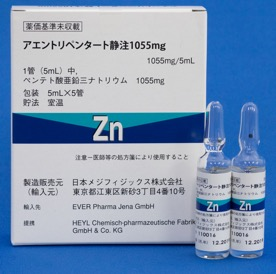 薬価基準未収載
アエントリペンタート静注1055mg
1055mg/5mL
1管（5mL）中,
ペンテト酸亜鉛三ナトリウム 1055mg
包装 5mL×5管
貯法 室温
Zn
注意－医師等の処方箋により使用すること
製造販売元 日本メジフィジックス株式会社
（輸入元） 東京都江東区新砂3丁目4番10号
輸入先 EVER Pharma Jena GmbH
提携 HEYL Chemisch-pharmazeutische Fabrik
GmbH & Co. KG
Zn
110016
12.20
Zn
110016
12.20